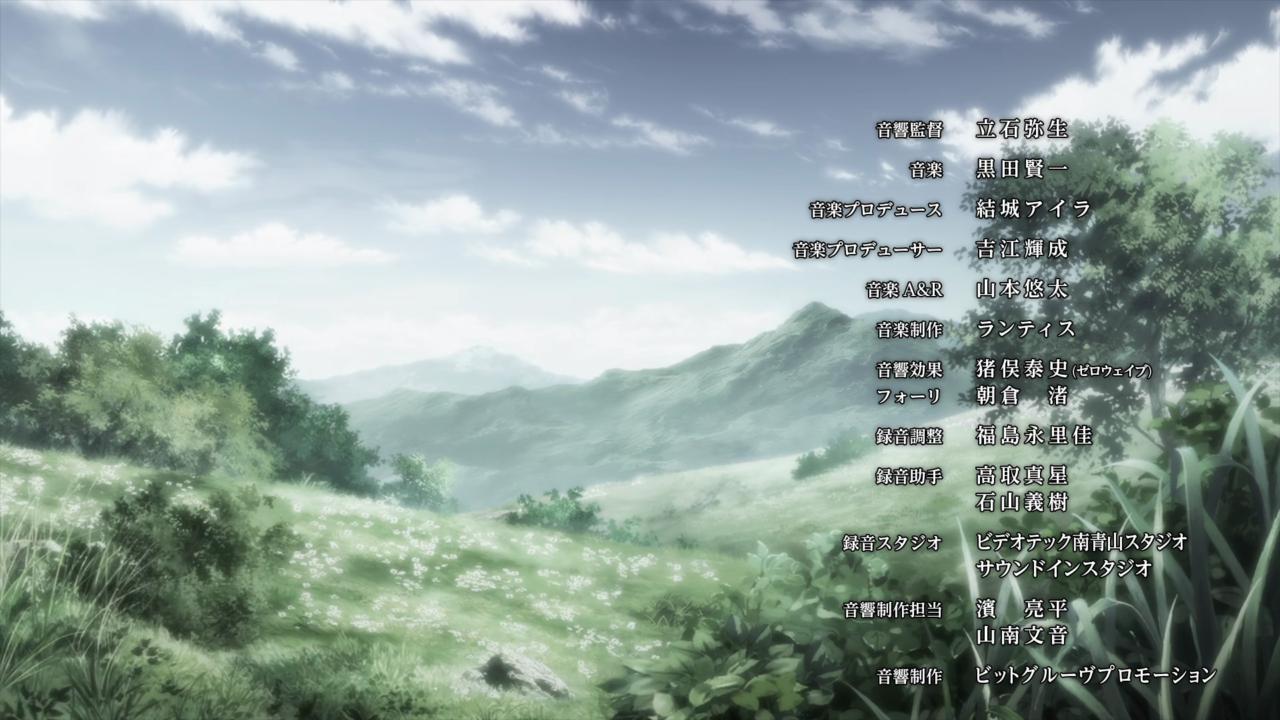 音響監督 立石弥生
音楽 黒田賢一
音楽プロデュース 結城アイラ
音楽プロデューサー 吉江輝成
音楽 A&R 山本悠太
音楽制作 ランティス
音響効果 猪俣泰史(ゼロウェイブ)
フォーリ 朝倉　渚
録音調整 福島永里佳
録音助手 高取真星
石山義樹
録音スタジオ ビデオテック南青山スタジオ
サウンドインスタジオ
音響制作担当 濱　亮平
山南文音
音響制作 ビットグルーヴプロモーション